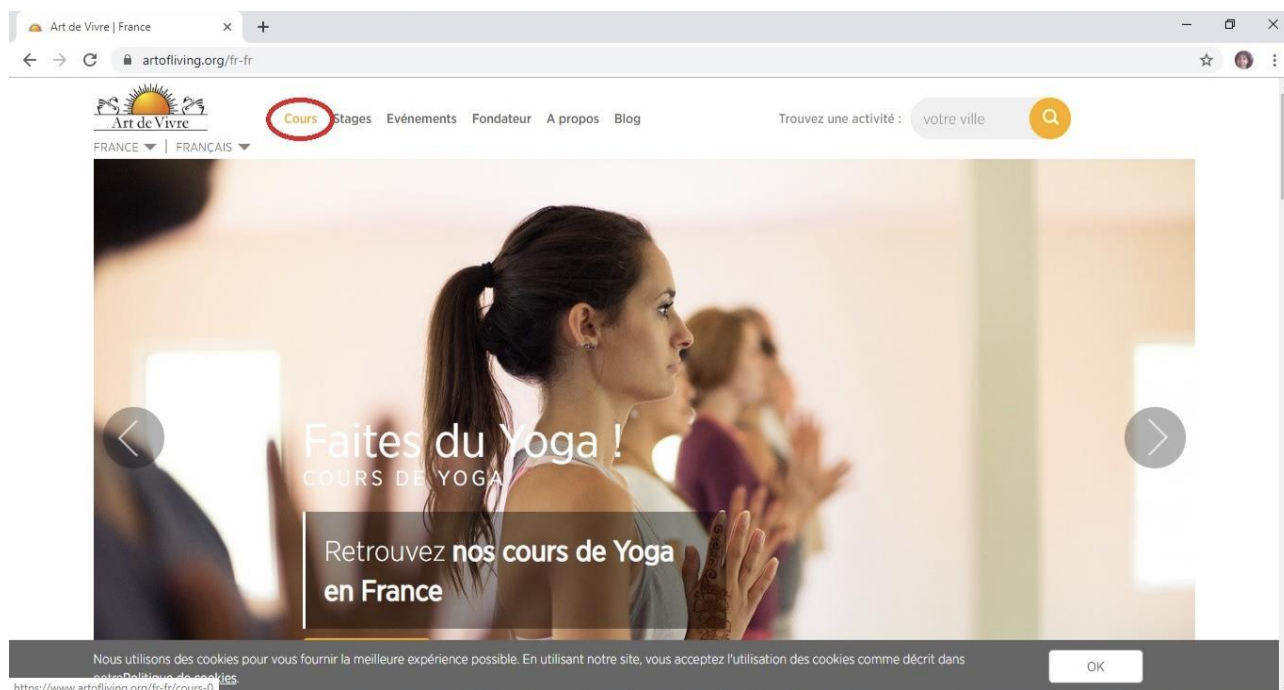 Art de Vivre | France
artofliving.org/fr-fr
Art de Vivre
Cours Stages Evénements Fondateur A propos Blog
Trouvez une activité : votre ville
FRANCE | FRANÇAIS
Faites du Yoga !
COURS DE YOGA
Retrouvez nos cours de Yoga
en France
Nous utilisons des cookies pour vous fournir la meilleure expérience possible. En utilisant notre site, vous acceptez l'utilisation des cookies comme décrit dans
notrePolitique de cookies.
OK
https://www.artofliving.org/fr-fr/cours-0